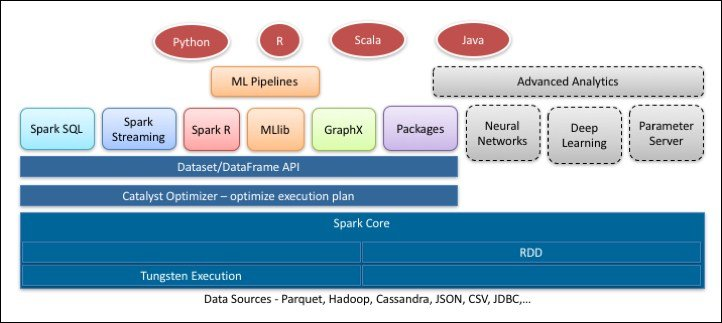 Python
R
Scala
Java
ML Pipelines
Advanced Analytics
Spark SQL
Spark
Streaming
Spark R
MLlib
GraphX
Packages
Neural
Networks
Deep
Learning
Parameter
Server
Dataset/DataFrame API
Catalyst Optimizer – optimize execution plan
Spark Core
RDD
Tungsten Execution
Data Sources - Parquet, Hadoop, Cassandra, JSON, CSV, JDBC,...